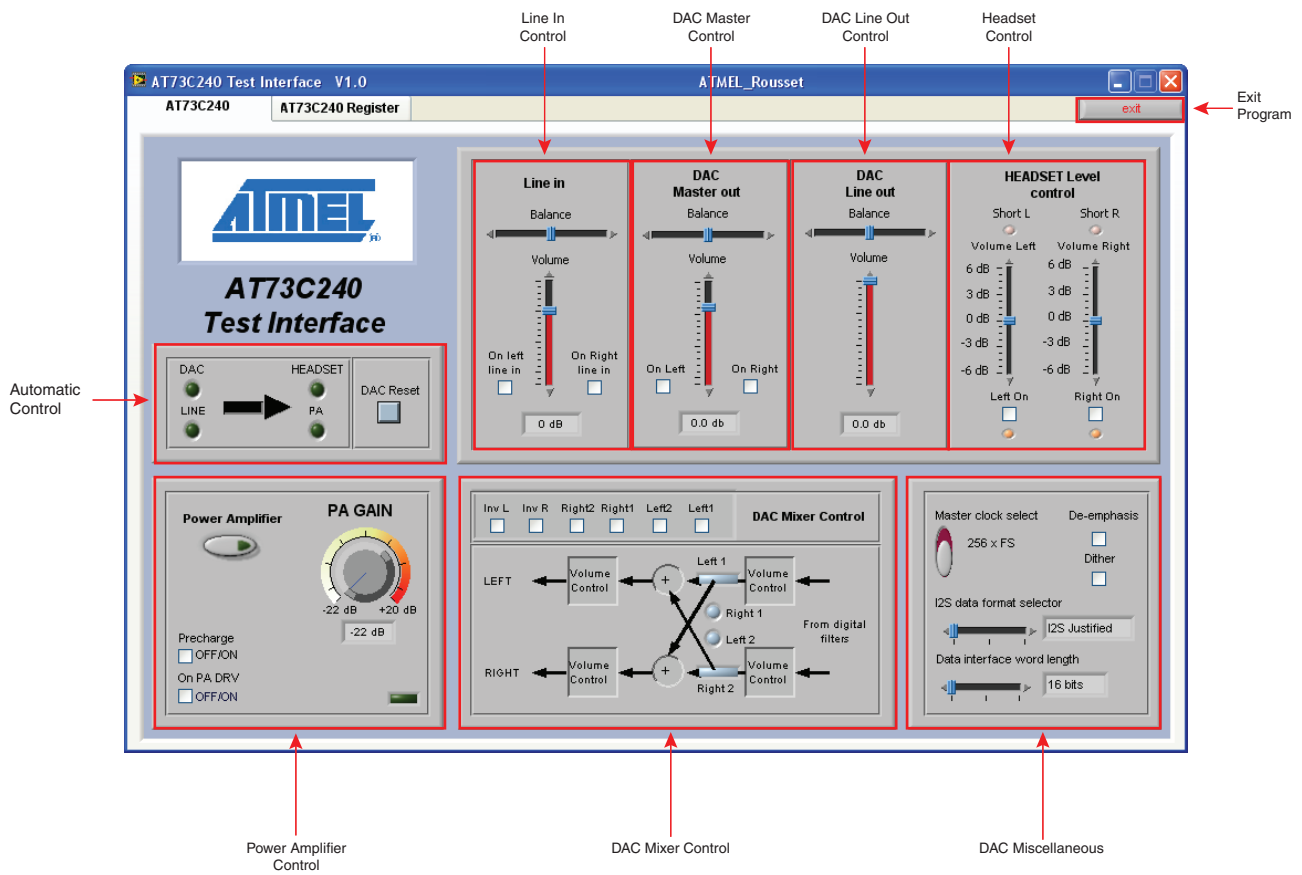 Line In
Control
DAC Master
Control
DAC Line Out
Control
Headset
Control
AT73C240 Test Interface V1.0
ATMEL_Rousset
AT73C240
AT73C240 Register
exit
Exit
Program
ATMEL
AT73C240
Test Interface
Line in
Balance
Volume
On left
line in
On Right
line in
0 dB
DAC
Master out
Balance
Volume
On Left
On Right
0.0 db
DAC
Line out
Balance
Volume
0.0 db
HEADSET Level
control
Short L
Short R
Volume Left
Volume Right
6 dB
3 dB
0 dB
-3 dB
-6 dB
6 dB
3 dB
0 dB
-3 dB
-6 dB
Left On
Right On
Automatic
Control
DAC
HEADSET
LINE
PA
DAC Reset
Power Amplifier
PA GAIN
-22 dB
+20 dB
-22 dB
Precharge
OFF/ON
On PA DRV
OFF/ON
Inv L
Inv R
Right2
Right1
Left2
Left1
DAC Mixer Control
LEFT
Volume
Control
+
Left 1
Volume
Control
Right 1
Left 2
From digital
filters
RIGHT
Volume
Control
+
Right 2
Volume
Control
Master clock select
256 x FS
De-emphasis
Dither
I2S data format selector
I2S Justified
Data interface word length
16 bits
Power Amplifier
Control
DAC Mixer Control
DAC Miscellaneous